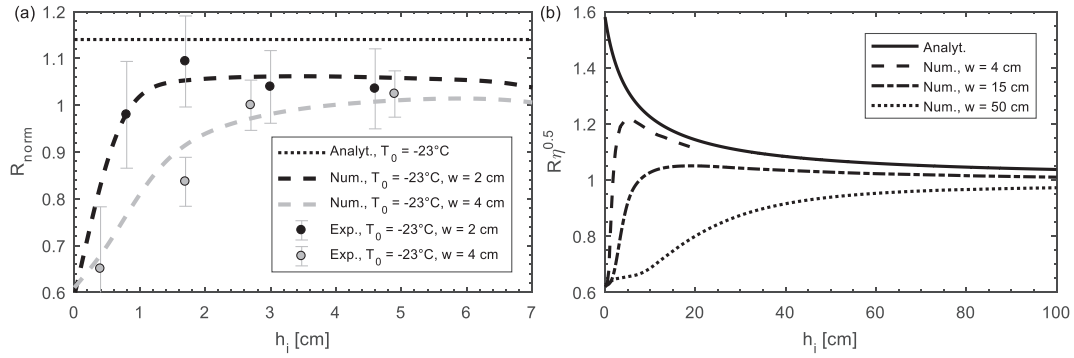 (a)
1.2
1.1
1
0.9
0.8
0.7
0.6
R_norm
0 1 2 3 4 5 6 7
h_i [cm]
Analyt., T_0 = -23°C
Num., T_0 = -23°C, w = 2 cm
Num., T_0 = -23°C, w = 4 cm
Exp., T_0 = -23°C, w = 2 cm
Exp., T_0 = -23°C, w = 4 cm
(b)
1.6
1.4
1.2
1
0.8
0.6
Rη^0.5
0 20 40 60 80 100
h_i [cm]
Analyt.
Num., w = 4 cm
Num., w = 15 cm
Num., w = 50 cm